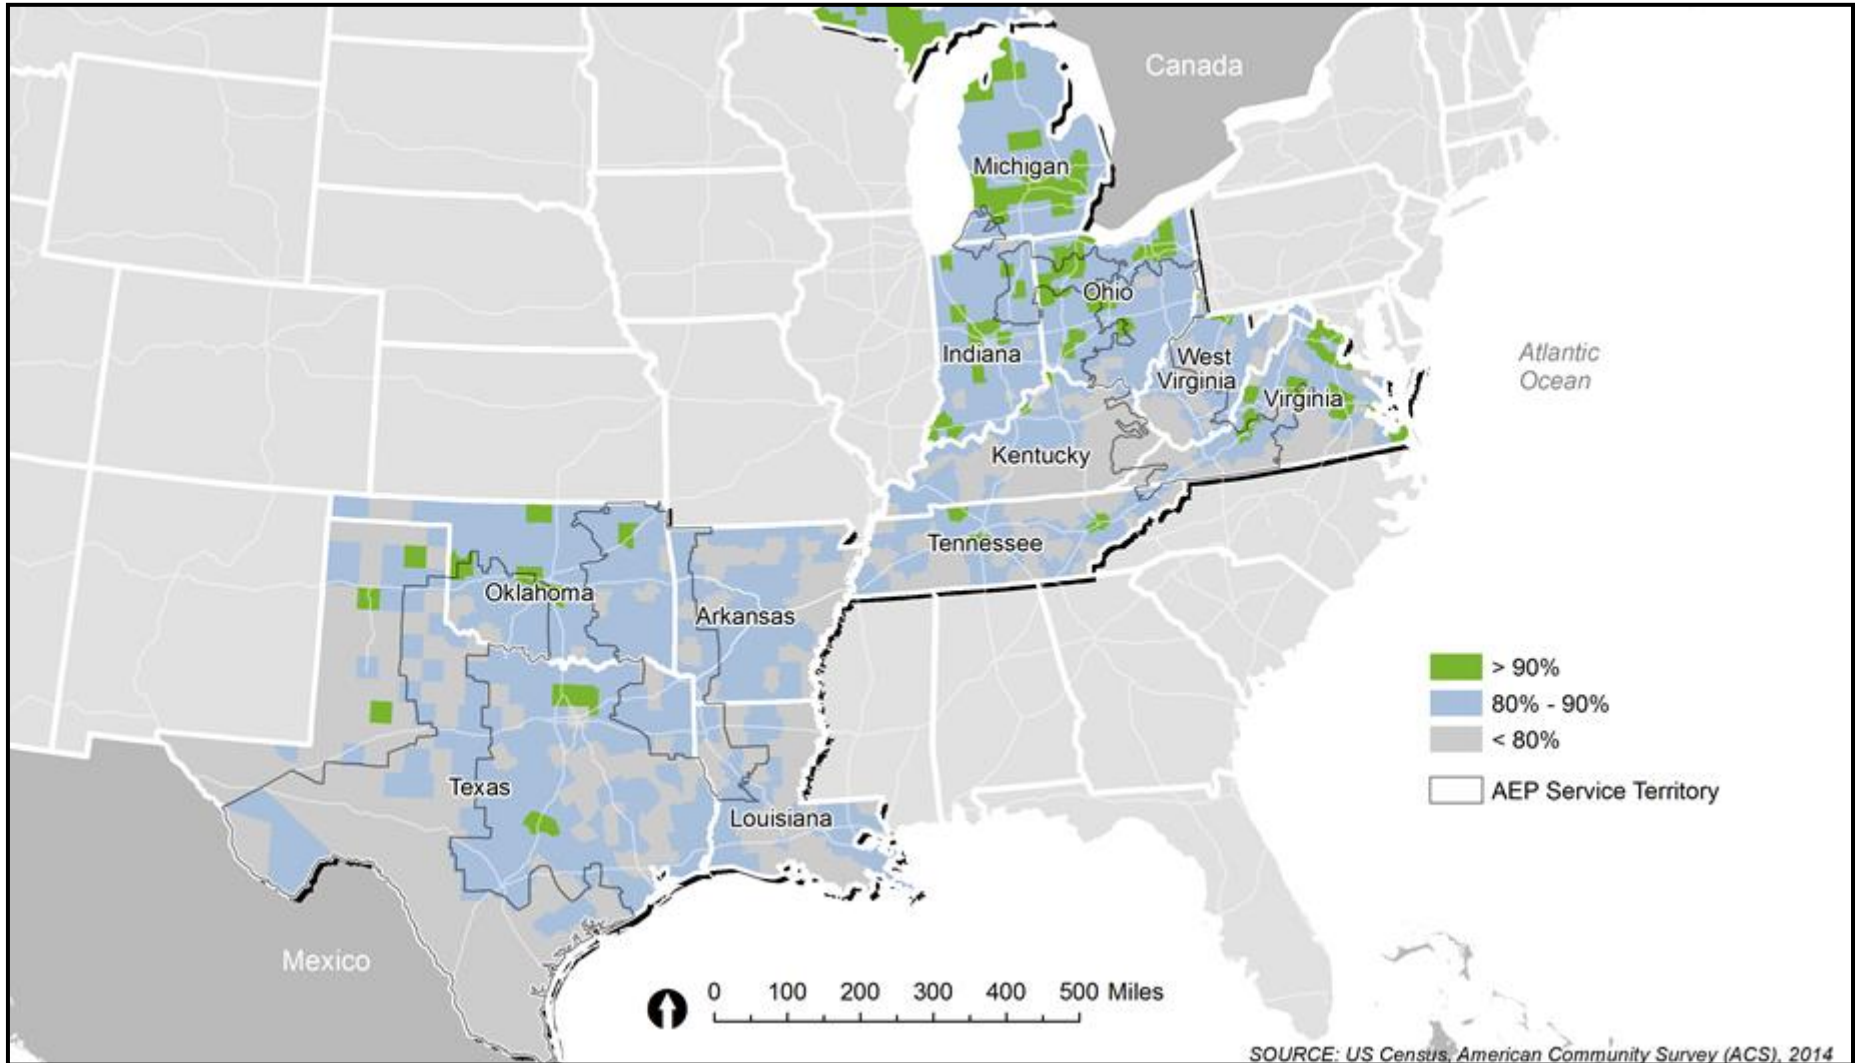 Canada
Michigan
Ohio
Indiana
West
Virginia
Virginia
Atlantic
Ocean
Kentucky
Tennessee
Oklahoma
Arkansas
Texas
Louisiana
Mexico
> 90%
80% - 90%
< 80%
AEP Service Territory
0 100 200 300 400 500 Miles
SOURCE: US Census, American Community Survey (ACS), 2014